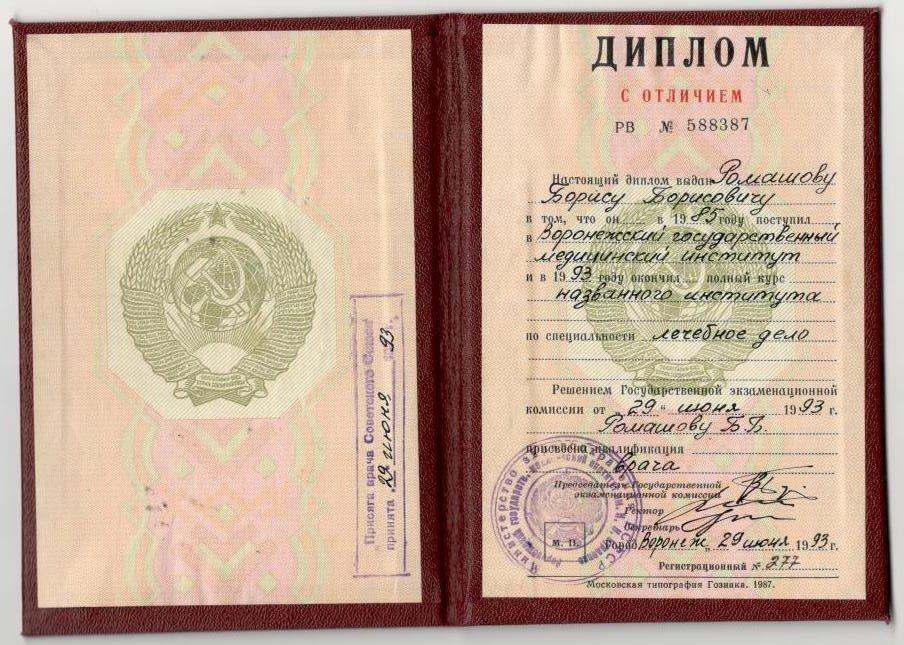 Присяга врача Советского Союза
принята „29 июня 1993 г.
ДИПЛОМ
С ОТЛИЧИЕМ
РВ № 588387
Настоящий диплом выдан Ромашову
Борису Борисовичу
в том, что он в 1985 году поступил
в Воронежский государственный
медицинский институт
и в 1993 году окончил полный курс
названного института
по специальности лечебное дело
Решением Государственной экзаменационной
комиссии от „29“ июня 1993 г.
Ромашову Б.Б.
присвоена квалификация
врача
Председатель Государственной
экзаменационной комиссии
Ректор
Секретарь
М. П.
Город Воронеж „29 июня 1993 г.
Регистрационный № 277
Московская типография Гознака. 1987.